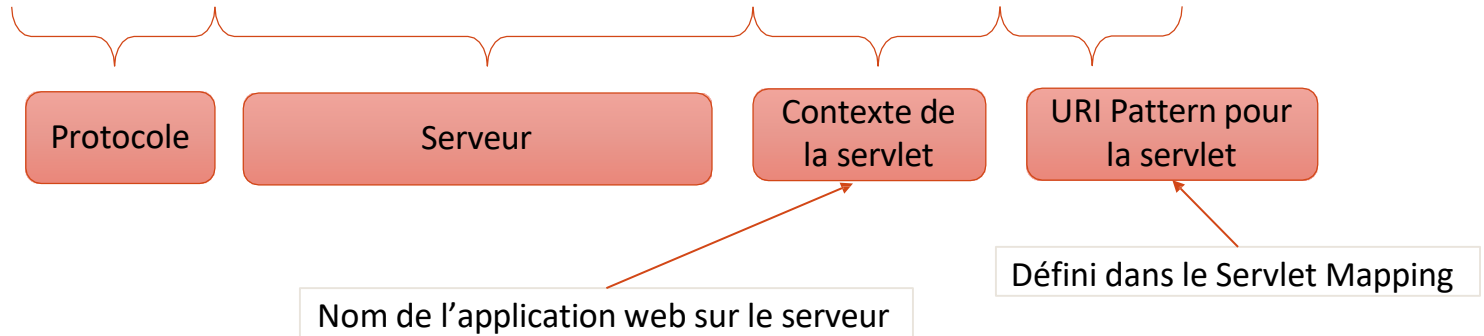 Protocole
Serveur
Contexte de
la servlet
URI Pattern pour
la servlet
Défini dans le Servlet Mapping
Nom de l’application web sur le serveur